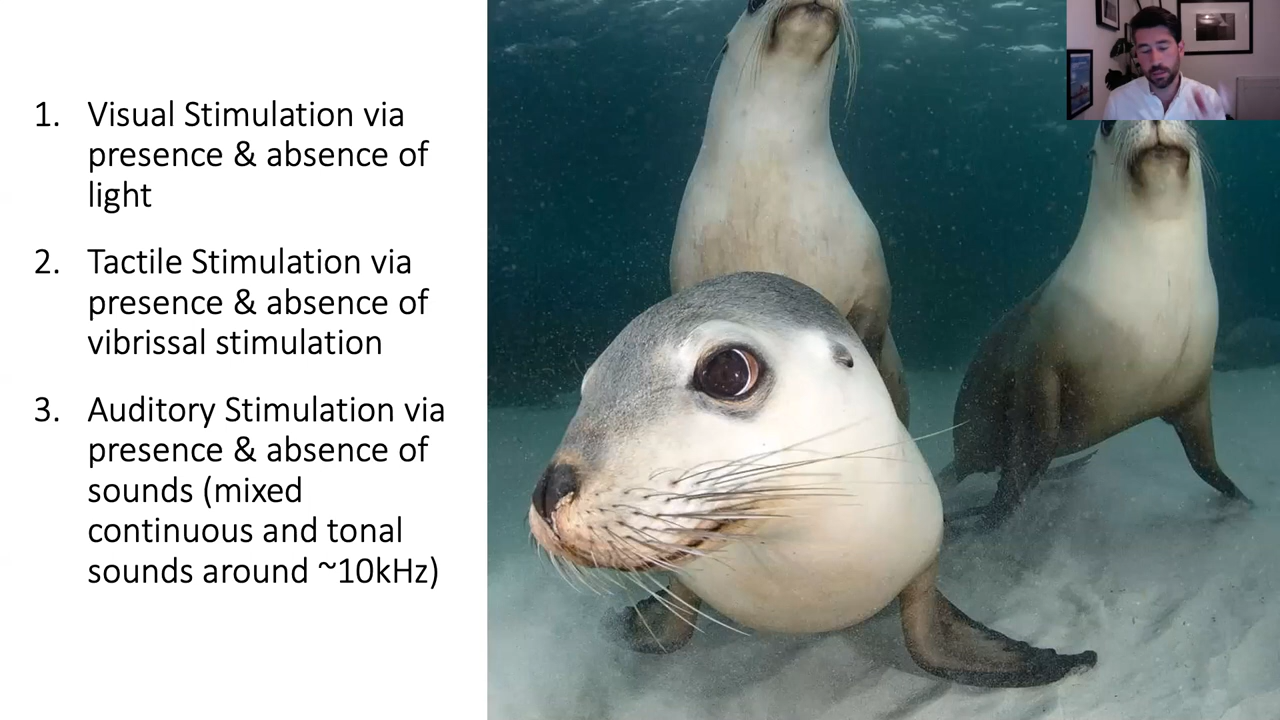 1. Visual Stimulation via
presence & absence of
light
2. Tactile Stimulation via
presence & absence of
vibrissal stimulation
3. Auditory Stimulation via
presence & absence of
sounds (mixed
continuous and tonal
sounds around ~10kHz)